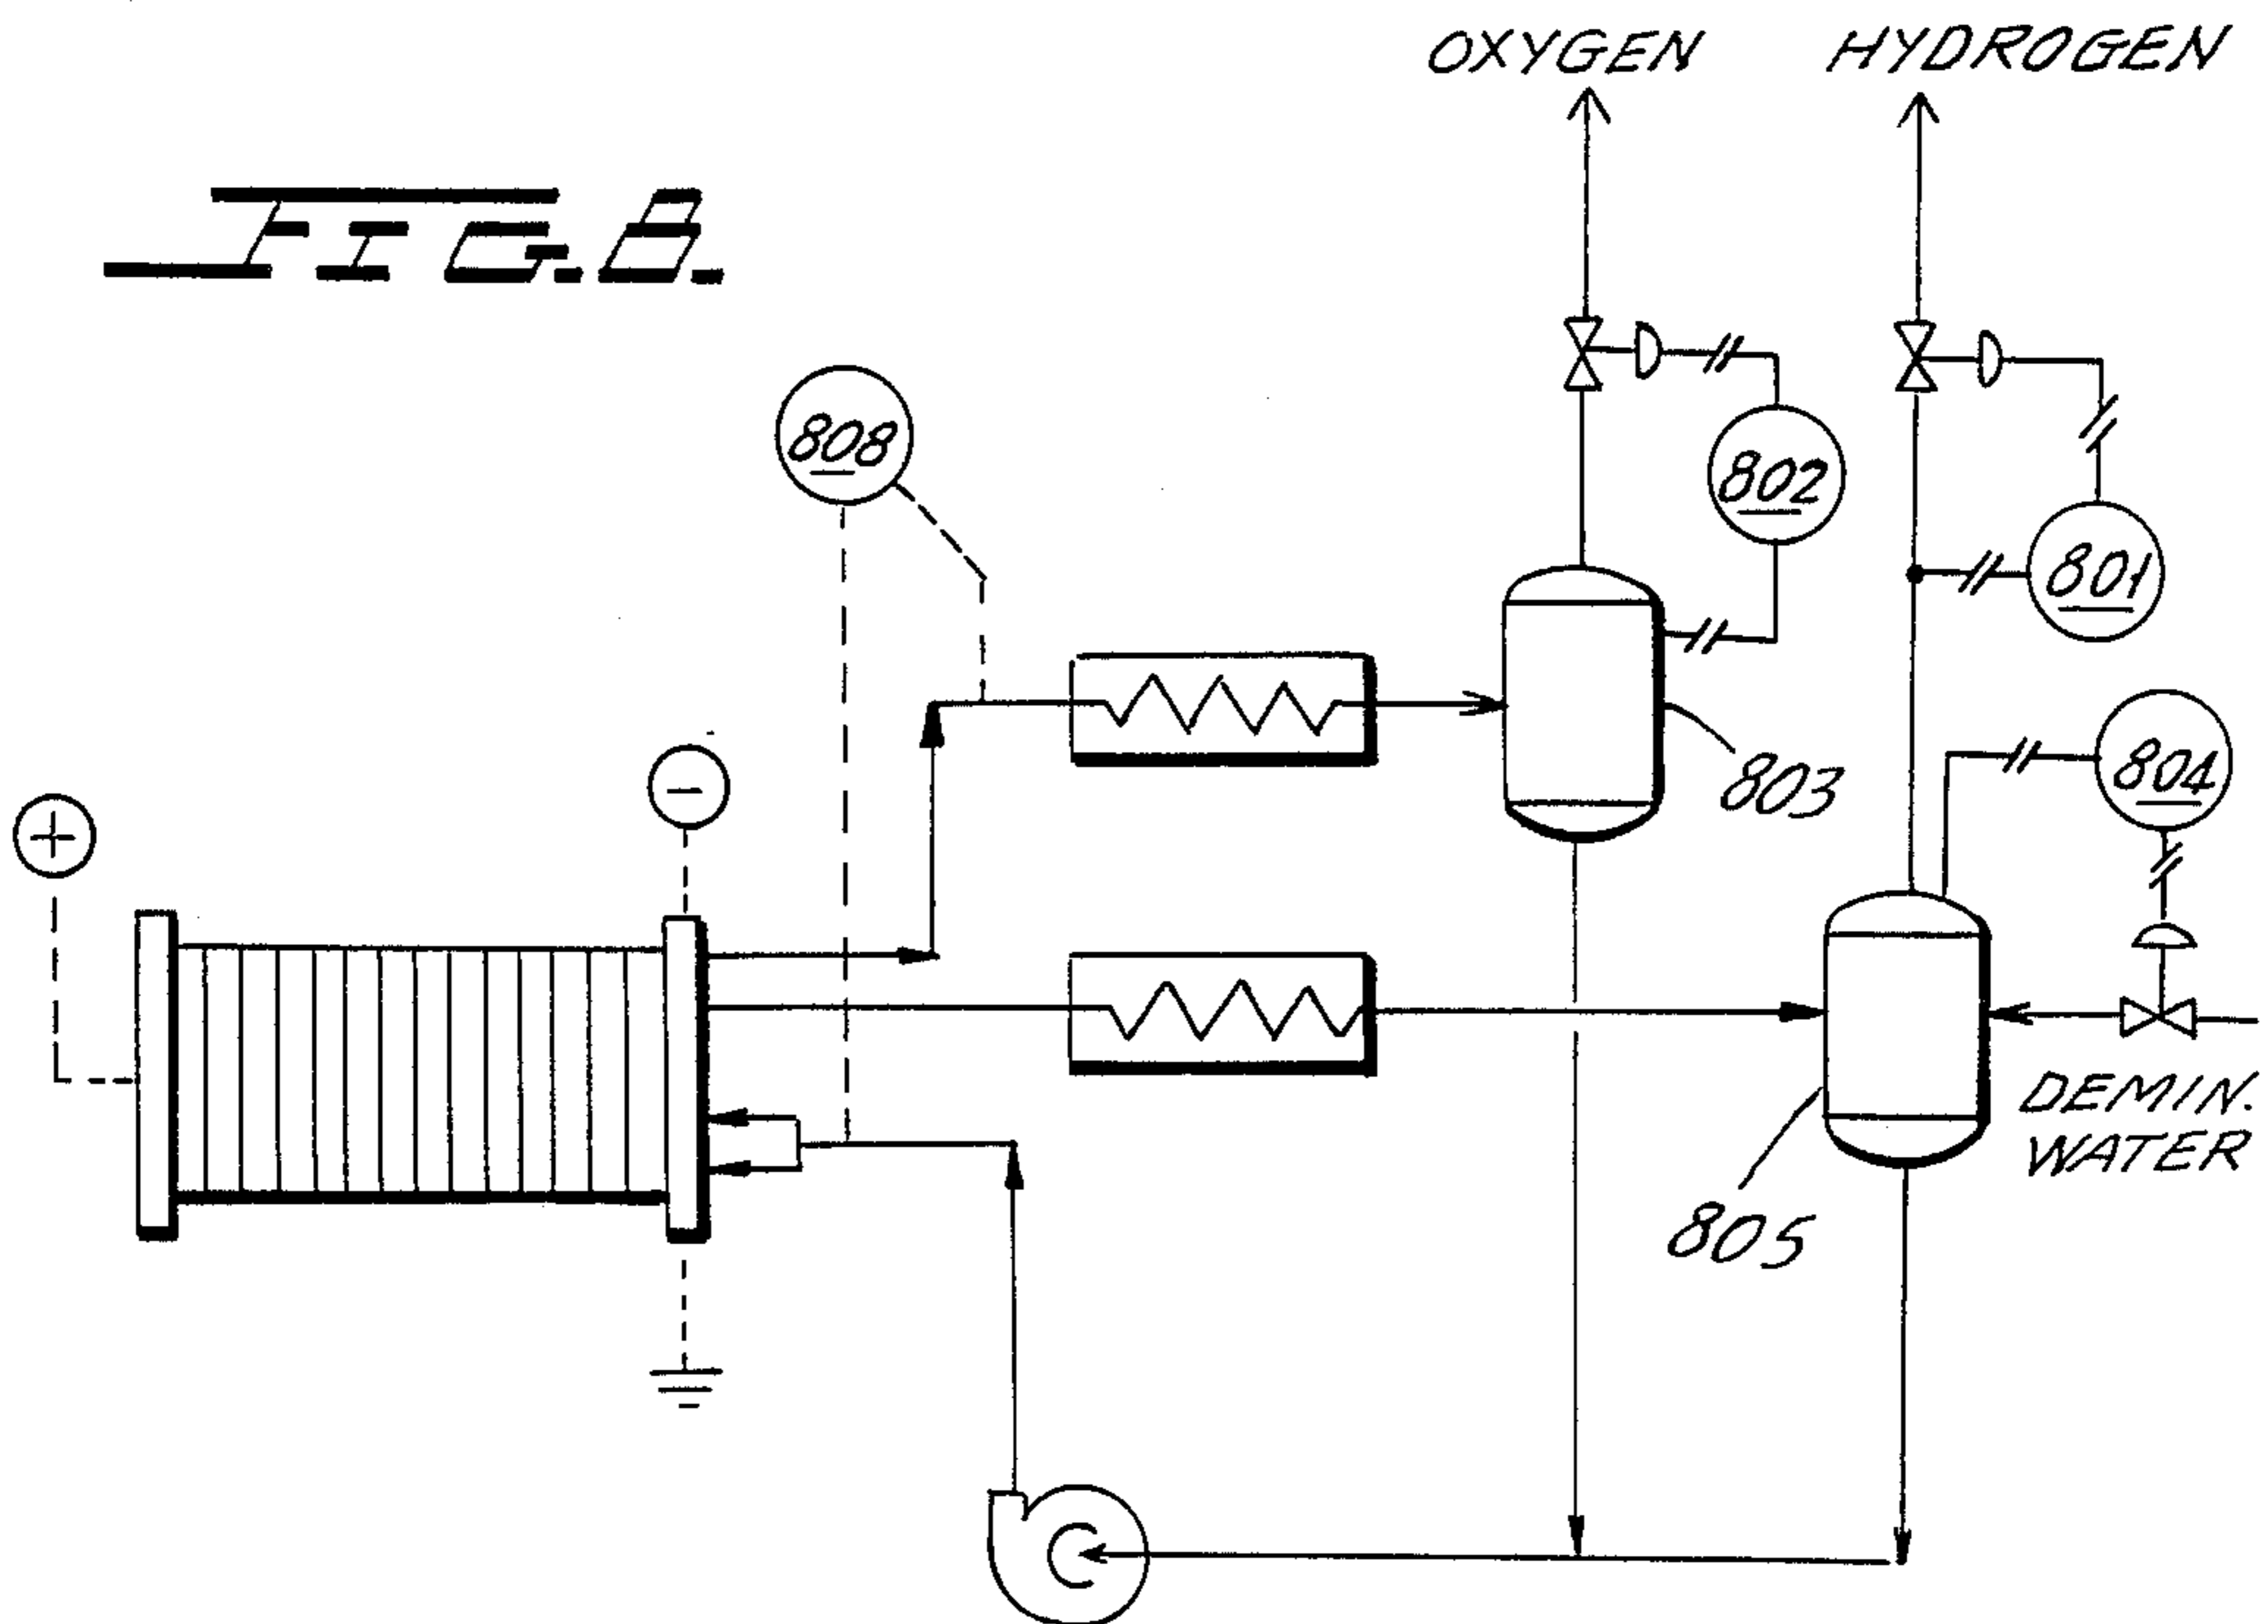 OXYGEN
HYDROGEN
FIG. 8.
808
802
801
804
803
+
-
DEMIN.
WATER
805